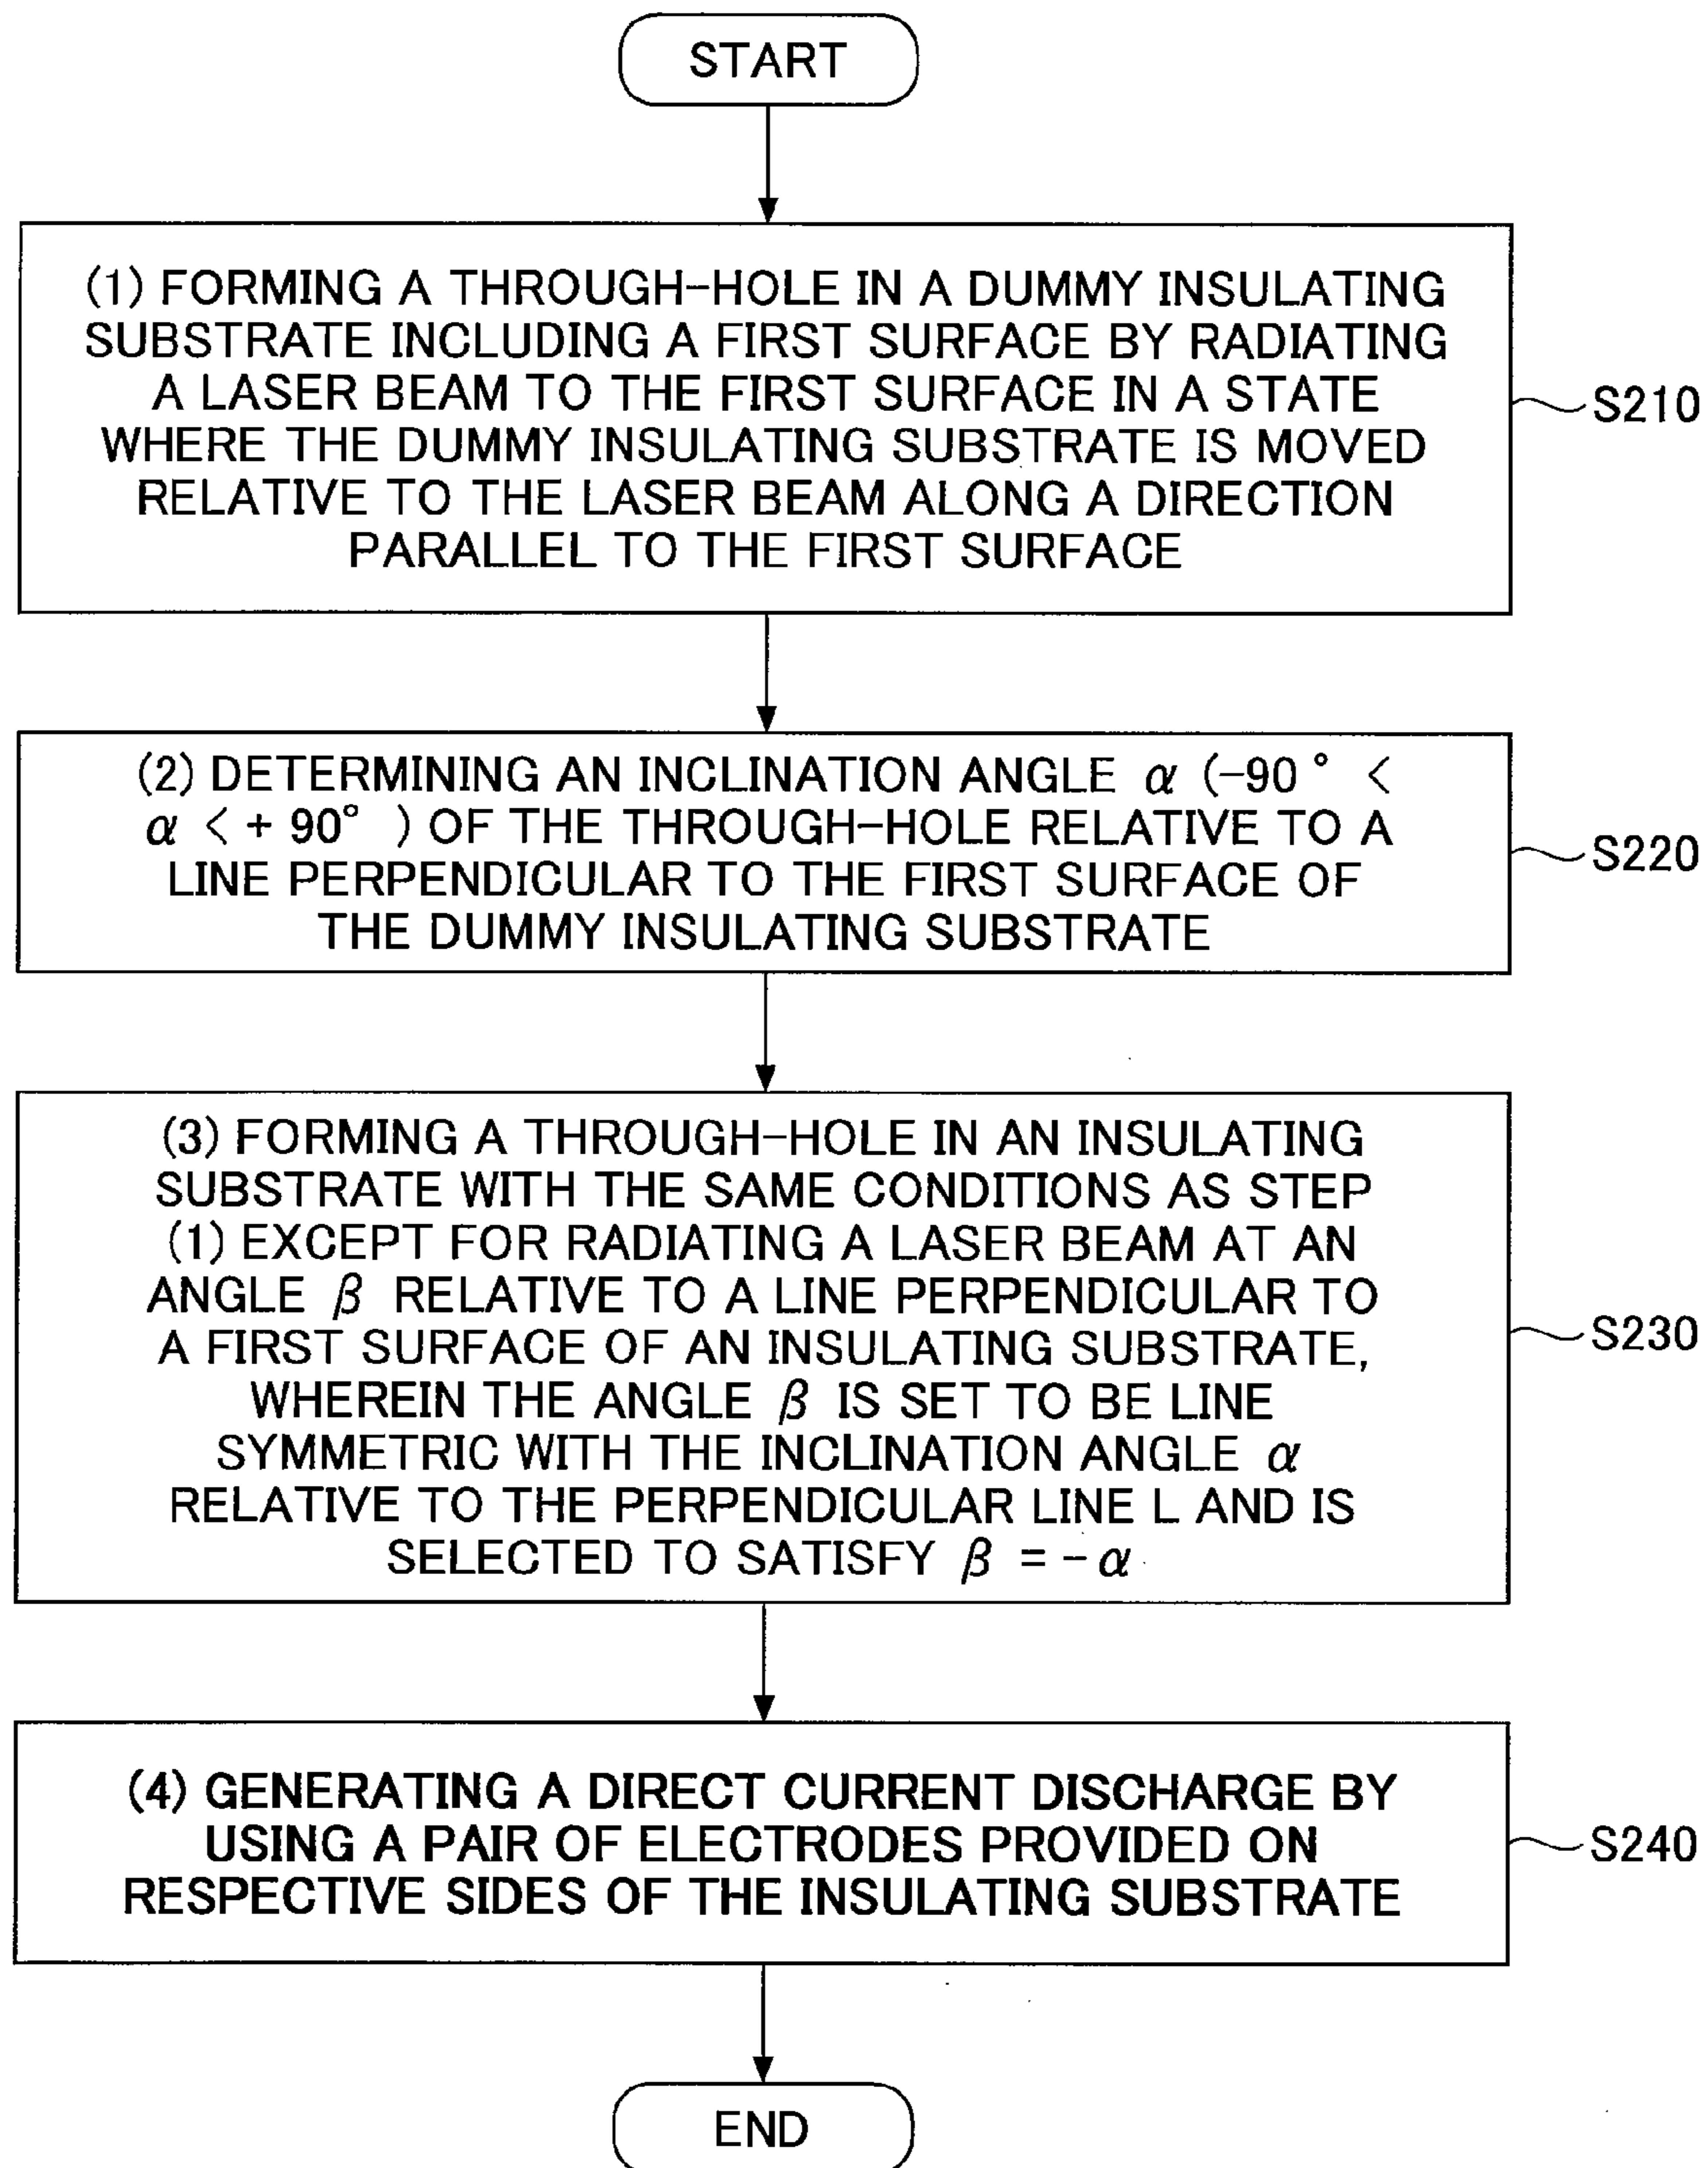 START
(1) FORMING A THROUGH-HOLE IN A DUMMY INSULATING
SUBSTRATE INCLUDING A FIRST SURFACE BY RADIATING
A LASER BEAM TO THE FIRST SURFACE IN A STATE
WHERE THE DUMMY INSULATING SUBSTRATE IS MOVED
RELATIVE TO THE LASER BEAM ALONG A DIRECTION
PARALLEL TO THE FIRST SURFACE
S210
(2) DETERMINING AN INCLINATION ANGLE α (-90° <
α < + 90° ) OF THE THROUGH-HOLE RELATIVE TO A
LINE PERPENDICULAR TO THE FIRST SURFACE OF
THE DUMMY INSULATING SUBSTRATE
S220
(3) FORMING A THROUGH-HOLE IN AN INSULATING
SUBSTRATE WITH THE SAME CONDITIONS AS STEP
(1) EXCEPT FOR RADIATING A LASER BEAM AT AN
ANGLE β RELATIVE TO A LINE PERPENDICULAR TO
A FIRST SURFACE OF AN INSULATING SUBSTRATE,
WHEREIN THE ANGLE β IS SET TO BE LINE
SYMMETRIC WITH THE INCLINATION ANGLE α
RELATIVE TO THE PERPENDICULAR LINE L AND IS
SELECTED TO SATISFY β = - α
S230
(4) GENERATING A DIRECT CURRENT DISCHARGE BY
USING A PAIR OF ELECTRODES PROVIDED ON
RESPECTIVE SIDES OF THE INSULATING SUBSTRATE
S240
END